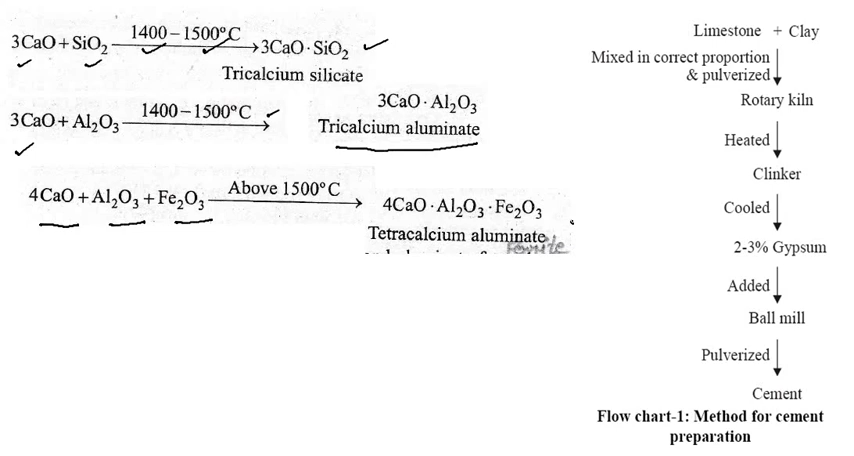 3CaO + SiO₂ 1400 – 1500°C 3CaO · SiO₂
Tricalcium silicate
3CaO + Al₂O₃ 1400 – 1500°C 3CaO · Al₂O₃
Tricalcium aluminate
4CaO + Al₂O₃ + Fe₂O₃ Above 1500°C 4CaO · Al₂O₃ · Fe₂O₃
Tetracalcium aluminate
Limestone + Clay
Mixed in correct proportion
& pulverized
Rotary kiln
Heated
Clinker
Cooled
2-3% Gypsum
Added
Ball mill
Pulverized
Cement
Flow chart-1: Method for cement
preparation